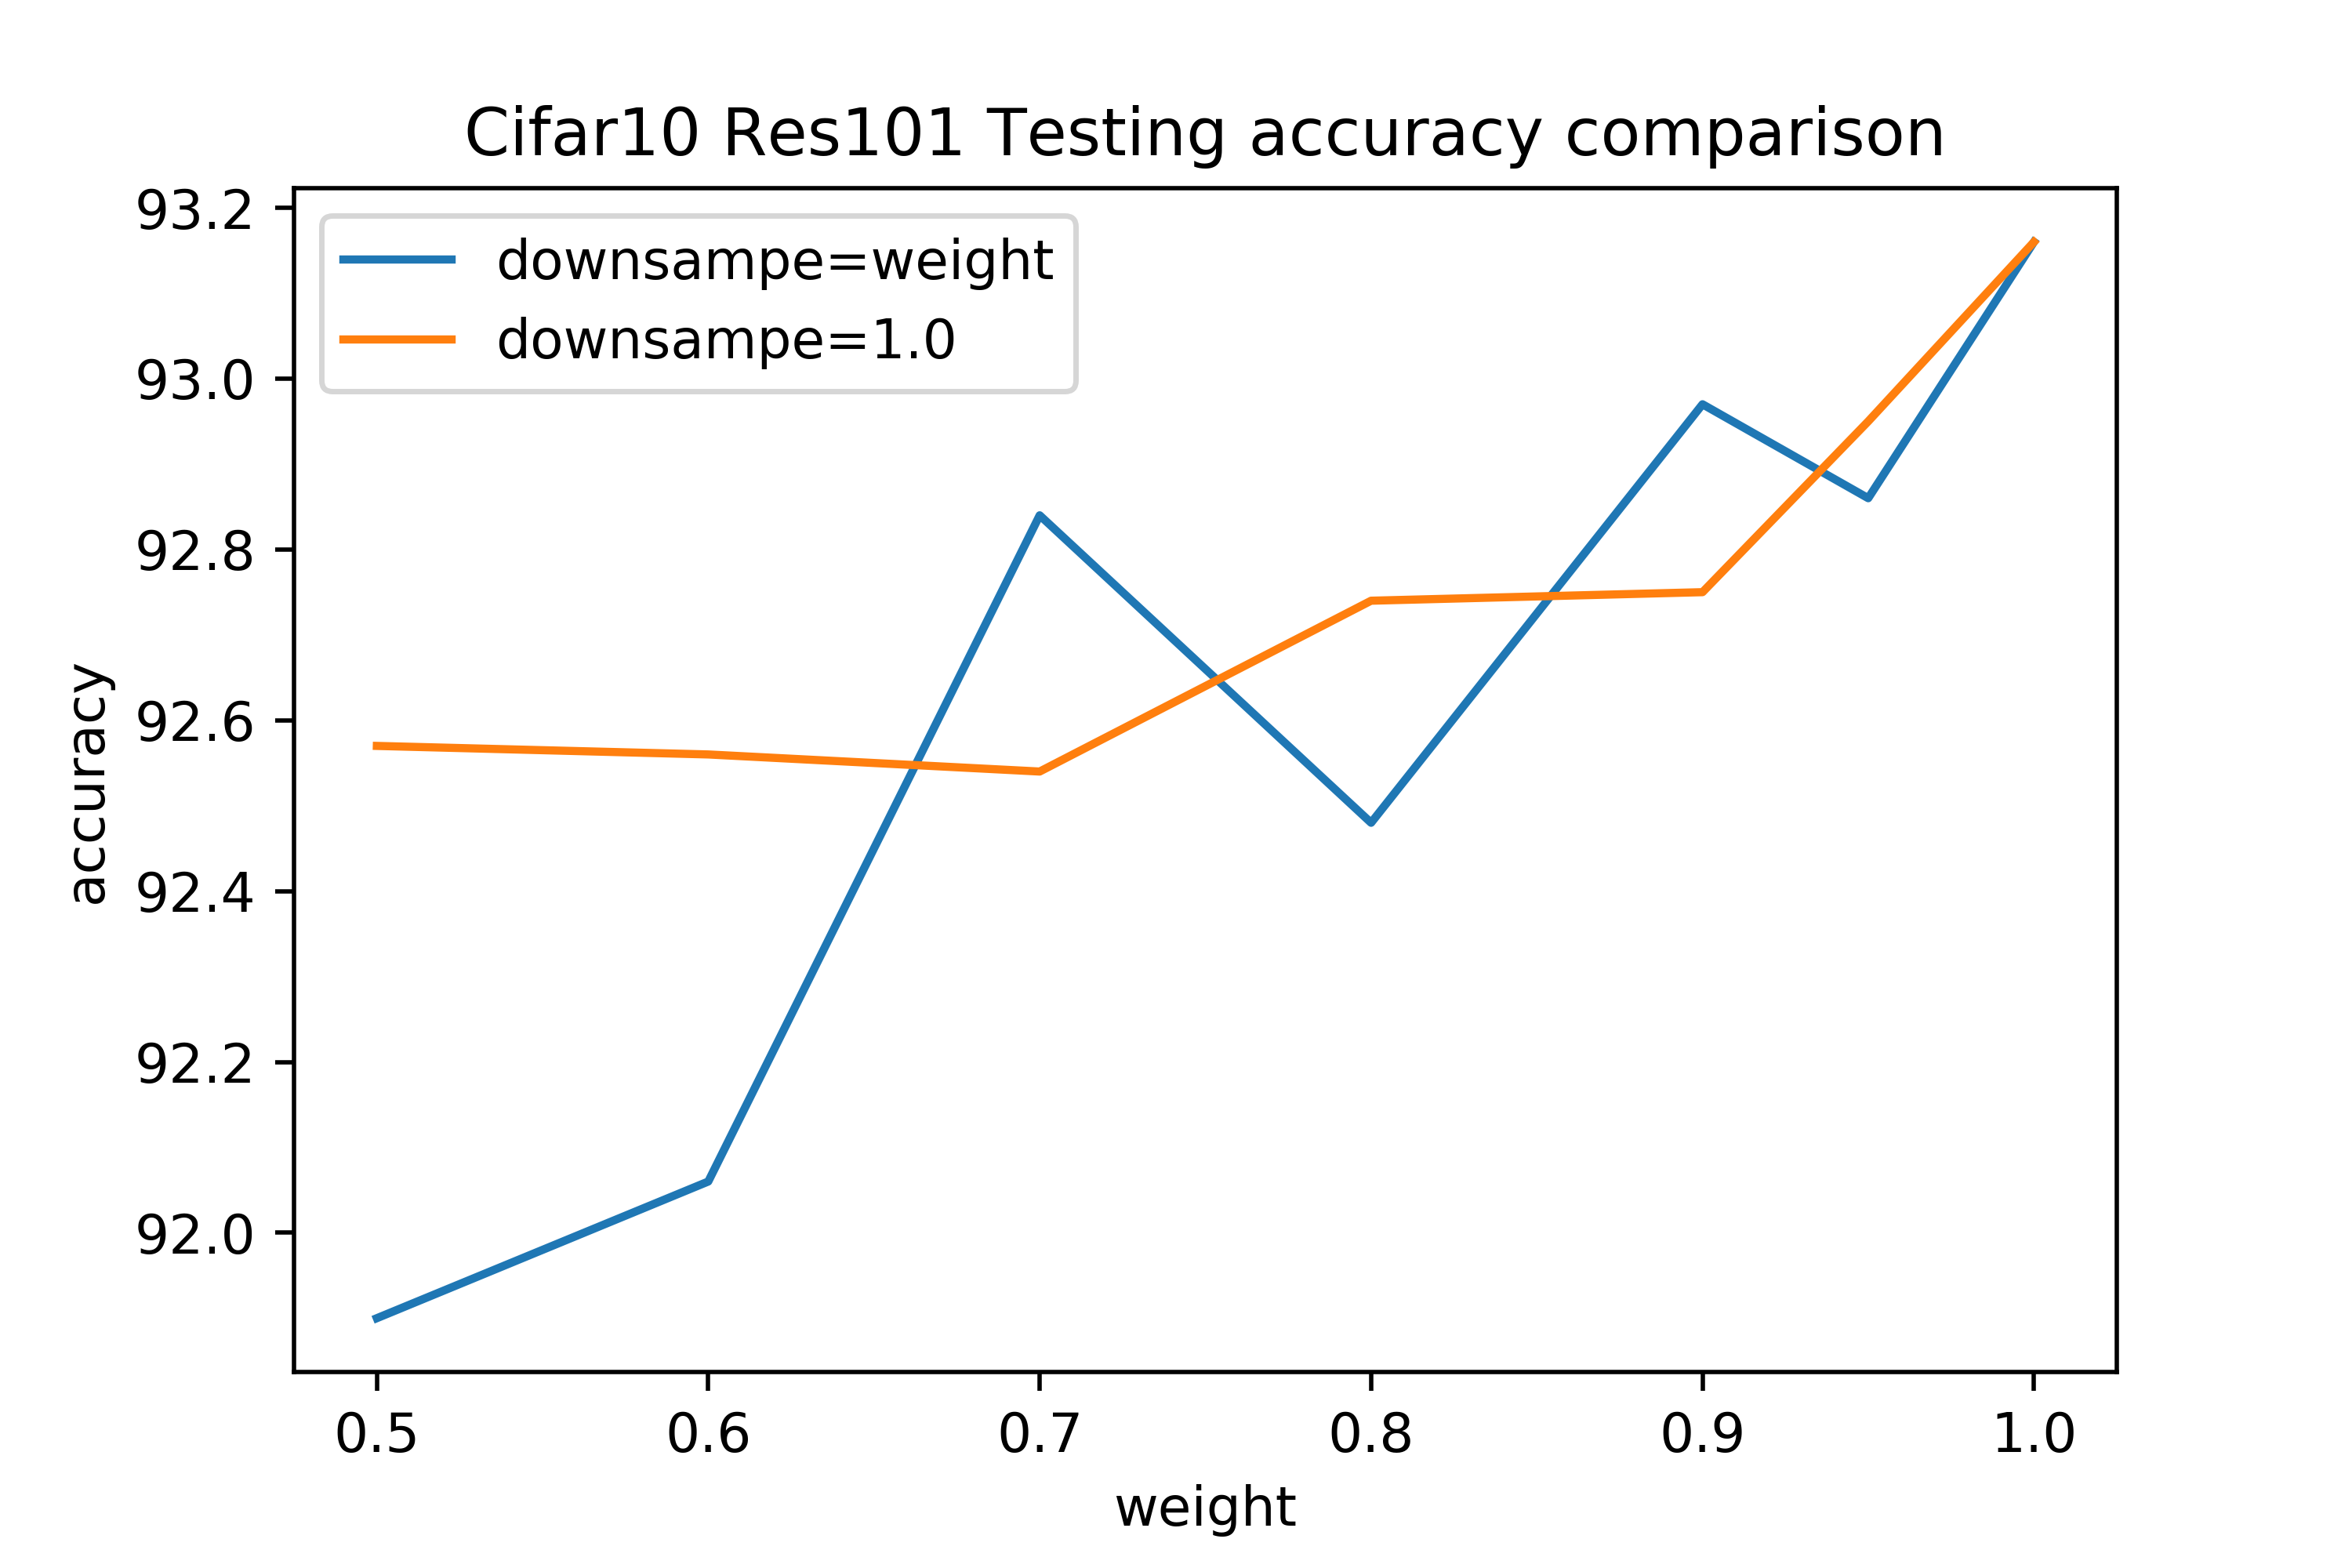 Cifar10 Res101 Testing accuracy comparison
downsampe=weight
downsampe=1.0
93.2
93.0
92.8
92.6
92.4
92.2
92.0
accuracy
0.5 0.6 0.7 0.8 0.9 1.0
weight